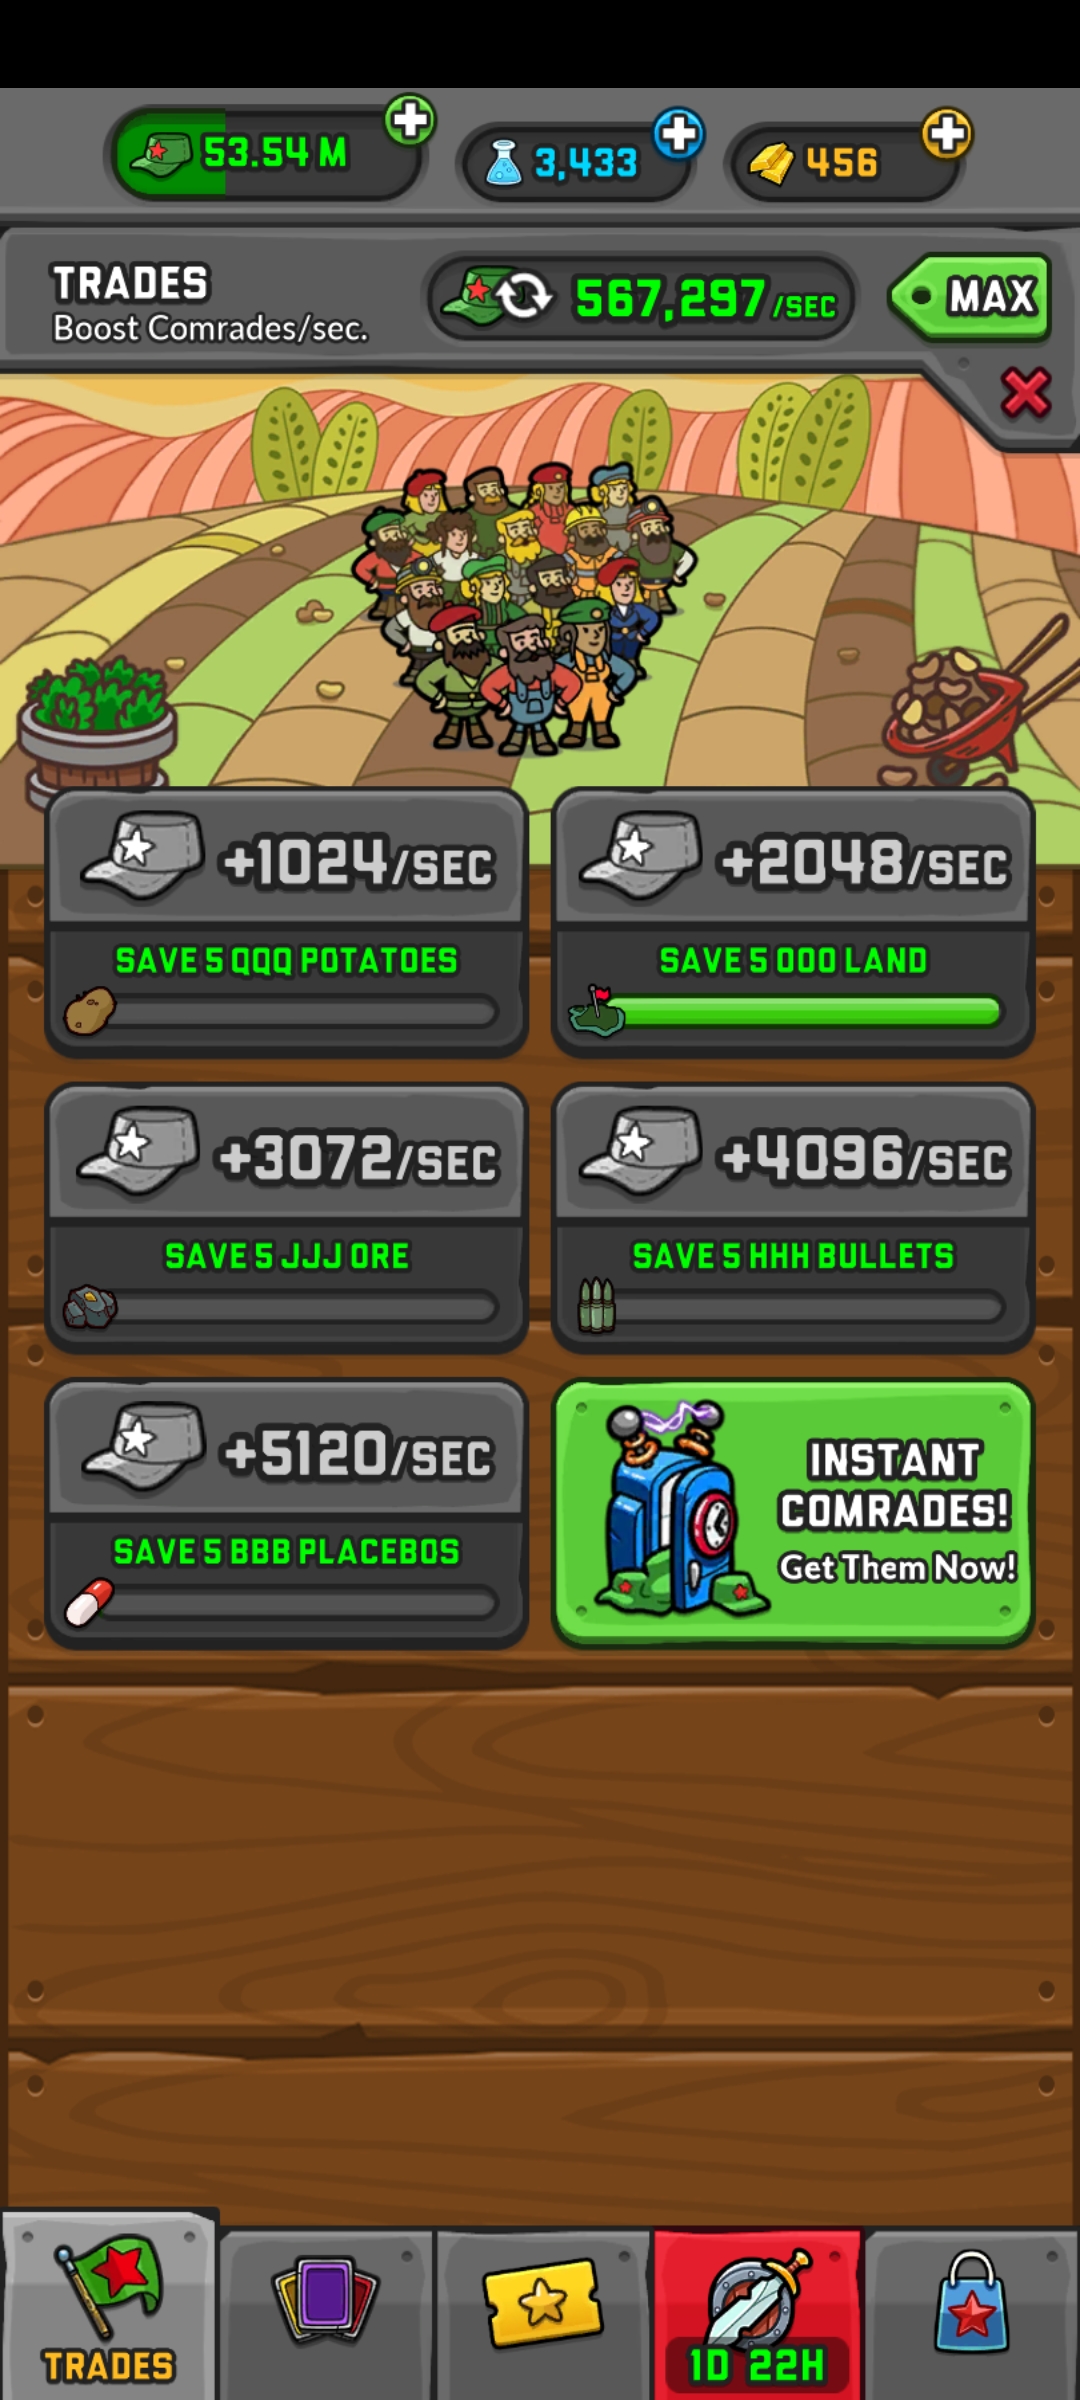 53.54 M
3,433
456
TRADES
Boost Comrades/sec.
567,297 /SEC
MAX
+1024/SEC
SAVE 5 QQQ POTATOES
+2048/SEC
SAVE 5 OOO LAND
+3072/SEC
SAVE 5 JJJ ORE
+4096/SEC
SAVE 5 HHH BULLETS
+5120/SEC
SAVE 5 BBB PLACEBOS
INSTANT
COMRADES!
Get Them Now!
TRADES
1D 22H